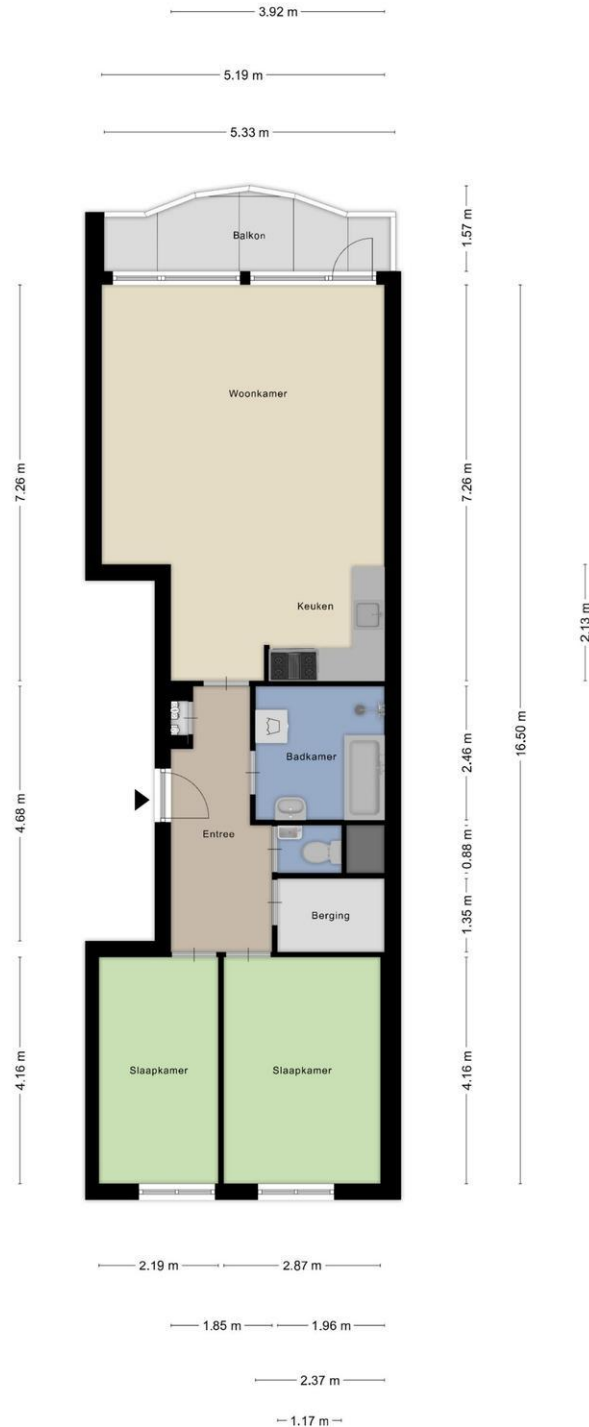 3.92 m
5.19 m
5.33 m
Balkon
1.57 m
Woonkamer
7.26 m
7.26 m
Keuken
2.13 m
Badkamer
2.46 m
16.50 m
4.68 m
Entree
0.88 m
Berging
1.35 m
4.16 m
Slaapkamer
Slaapkamer
4.16 m
2.19 m
2.87 m
1.85 m
1.96 m
2.37 m
1.17 m